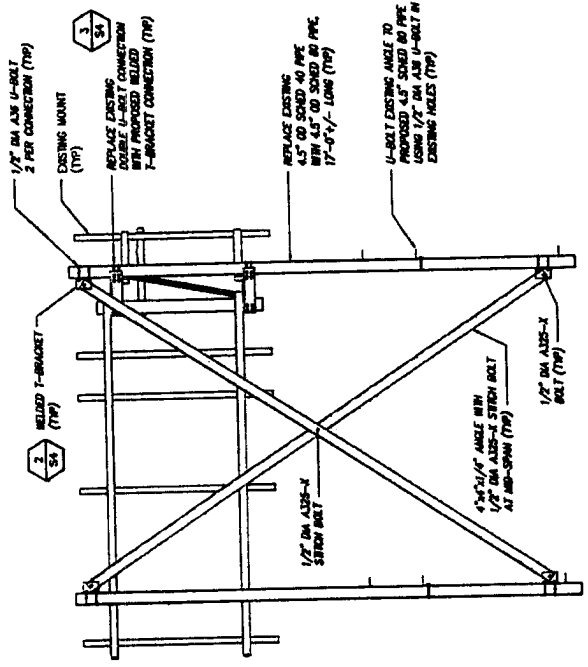 1/2" DIA A36 U-BOLT
2 PER CONNECTION (TYP)
EXISTING MOUNT
(TYP)
3
S4
REPLACE EXISTING
DOUBLE U-BOLT CONNECTION
WITH PROPOSED WELDED
T-BRACKET CONNECTION (TYP)
REPLACE EXISTING
4.5" OD SCHED 40 PIPE
WITH 4.5" OD SCHED 80 PIPE,
17'-0"+/- LONG (TYP)
U-BOLT EXISTING ANGLE TO
PROPOSED 4.5" SCHED 80 PIPE
USING 1/2" DIA A36 U-BOLT IN
EXISTING HOLES (TYP)
2
S4
WELDED T-BRACKET
(TYP)
1/2" DIA A325-X
STITCH BOLT
4"x4"x1/4" ANGLE WITH
1/2" DIA A325-X STITCH BOLT
AT MID-SPAN (TYP)
1/2" DIA A325-X
BOLT (TYP)